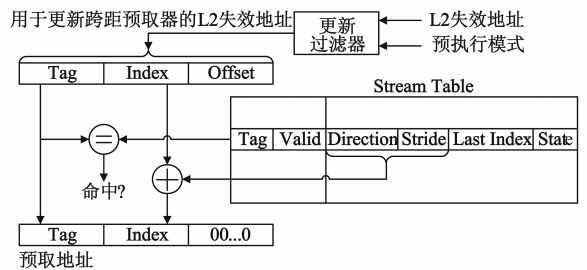 用于更新跨距预取器的L2失效地址
更新
过滤器
L2失效地址
预执行模式
Tag Index Offset
Stream Table
Tag Valid Direction Stride Last Index State
=
命中?
+
Tag Index 00...0
预取地址